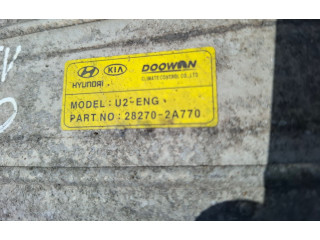 HYUNDAI
KIA
DOOWON
CLIMATE CONTROL CO.,LTD
MODEL : U2-ENG
PART NO : 28270-2A770